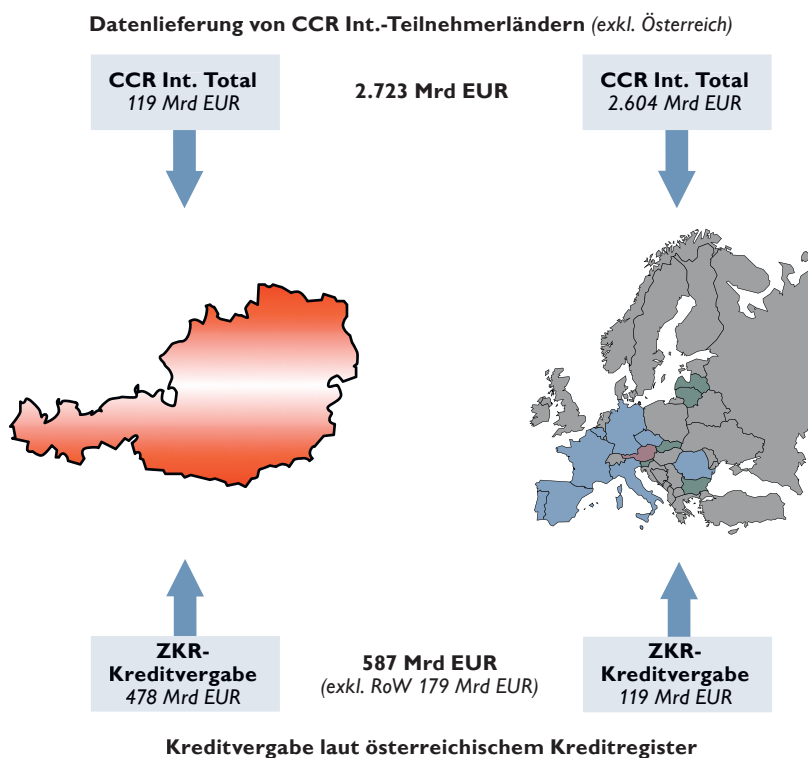 Datenlieferung von CCR Int.-Teilnehmerländern (exkl. Österreich)
CCR Int. Total
119 Mrd EUR
2.723 Mrd EUR
CCR Int. Total
2.604 Mrd EUR
ZKR-
Kreditvergabe
478 Mrd EUR
587 Mrd EUR
(exkl. RoW 179 Mrd EUR)
ZKR-
Kreditvergabe
119 Mrd EUR
Kreditvergabe laut österreichischem Kreditregister